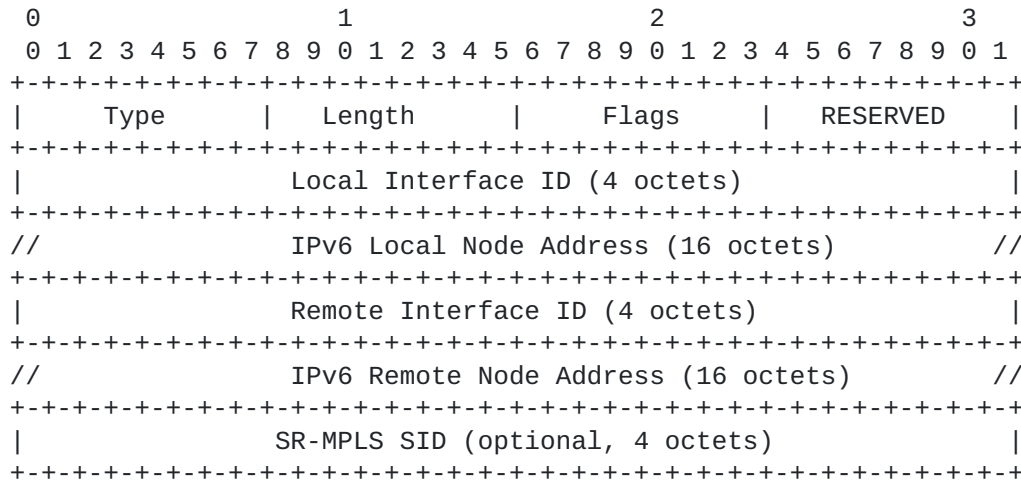 0                   1                   2                   3
 0 1 2 3 4 5 6 7 8 9 0 1 2 3 4 5 6 7 8 9 0 1 2 3 4 5 6 7 8 9 0 1
+-+-+-+-+-+-+-+-+-+-+-+-+-+-+-+-+-+-+-+-+-+-+-+-+-+-+-+-+-+-+-+-+
|      Type       |   Length      |     Flags     |   RESERVED    |
+-+-+-+-+-+-+-+-+-+-+-+-+-+-+-+-+-+-+-+-+-+-+-+-+-+-+-+-+-+-+-+-+
|                 Local Interface ID (4 octets)                 |
+-+-+-+-+-+-+-+-+-+-+-+-+-+-+-+-+-+-+-+-+-+-+-+-+-+-+-+-+-+-+-+-+
//                IPv6 Local Node Address (16 octets)          //
+-+-+-+-+-+-+-+-+-+-+-+-+-+-+-+-+-+-+-+-+-+-+-+-+-+-+-+-+-+-+-+-+
|                 Remote Interface ID (4 octets)                |
+-+-+-+-+-+-+-+-+-+-+-+-+-+-+-+-+-+-+-+-+-+-+-+-+-+-+-+-+-+-+-+-+
//                IPv6 Remote Node Address (16 octets)         //
+-+-+-+-+-+-+-+-+-+-+-+-+-+-+-+-+-+-+-+-+-+-+-+-+-+-+-+-+-+-+-+-+
|                SR-MPLS SID (optional, 4 octets)               |
+-+-+-+-+-+-+-+-+-+-+-+-+-+-+-+-+-+-+-+-+-+-+-+-+-+-+-+-+-+-+-+-+